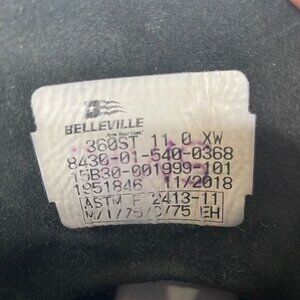 BELLEVILLE
360ST 11.0 XW
8430-01-540-0368
15B30-001999-101
1951846 11/2018
ASTM F 2413-11
M/I/75/C/75 EH